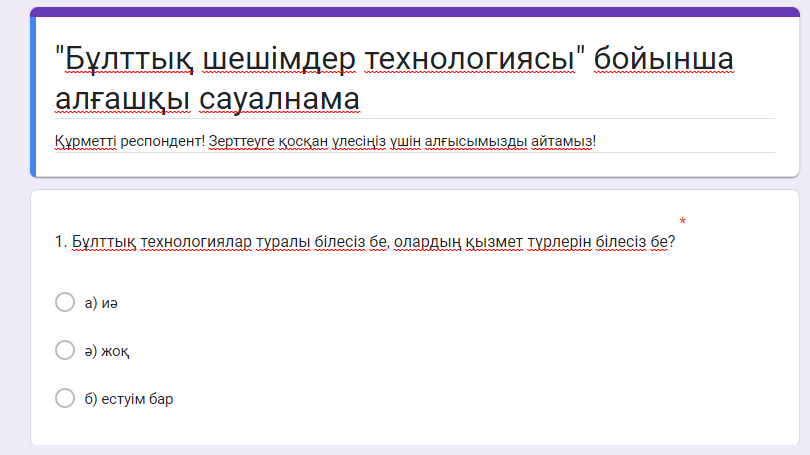 "Бұлттық шешімдер технологиясы" бойынша
алғашқы сауалнама
Құрметті респондент! Зерттеуге қосқан үлесіңіз үшін алғысымызды айтамыз!
1. Бұлттық технологиялар туралы білесіз бе, олардың қызмет түрлерін білесіз бе? *
а) иә
ә) жоқ
б) естуім бар